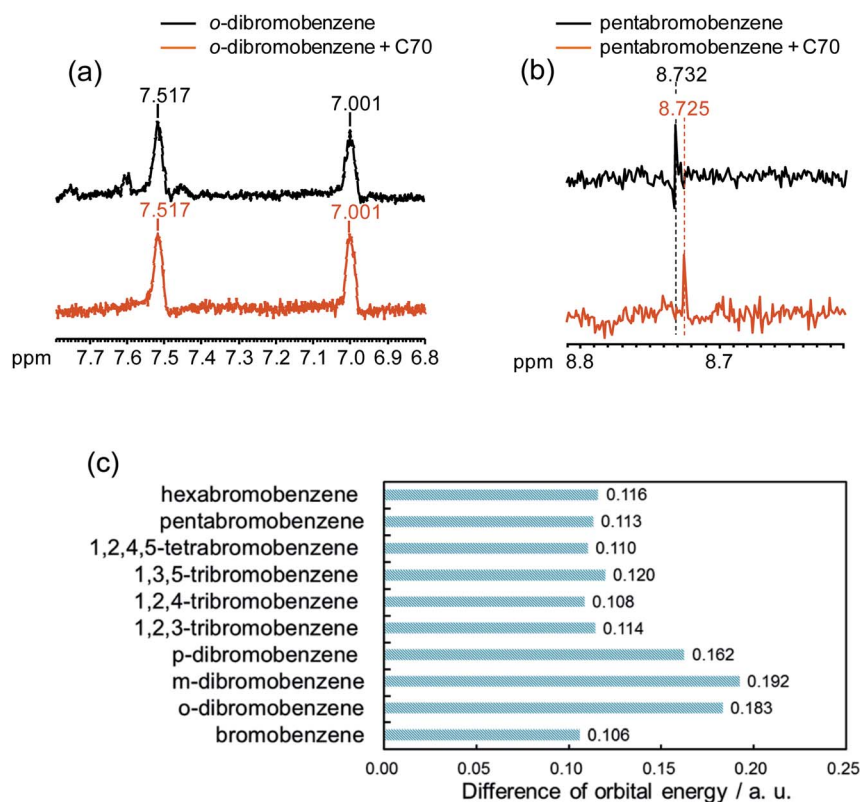 o-dibromobenzene
o-dibromobenzene + C70
(a)
7.517
7.001
7.517
7.001
ppm 7.7 7.6 7.5 7.4 7.3 7.2 7.1 7.0 6.9 6.8
pentabromobenzene
pentabromobenzene + C70
(b)
8.732
8.725
ppm 8.8 8.7
(c)
hexabromobenzene 0.116
pentabromobenzene 0.113
1,2,4,5-tetrabromobenzene 0.110
1,3,5-tribromobenzene 0.120
1,2,4-tribromobenzene 0.108
1,2,3-tribromobenzene 0.114
p-dibromobenzene 0.162
m-dibromobenzene 0.192
o-dibromobenzene 0.183
bromobenzene 0.106
0.00 0.05 0.10 0.15 0.20 0.25
Difference of orbital energy / a. u.